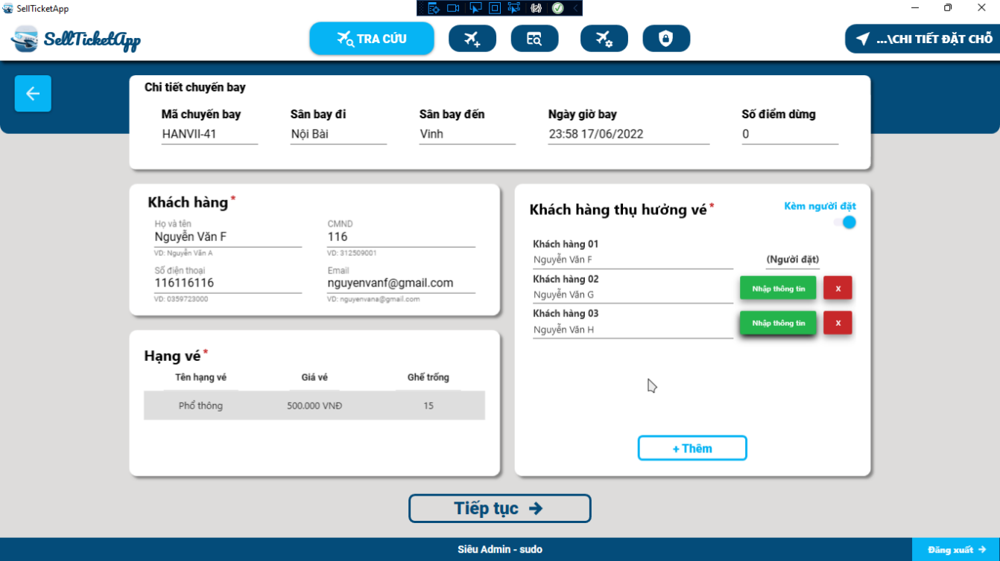 SellTicketApp
SellTicketApp
TRA CỨU
...\CHI TIẾT ĐẶT CHỖ
Chi tiết chuyến bay
Mã chuyến bay Sân bay đi Sân bay đến Ngày giờ bay Số điểm dừng
HANVII-41 Nội Bài Vinh 23:58 17/06/2022 0
Khách hàng *
Họ và tên CMND
Nguyễn Văn F 116
VD: Nguyễn Văn A VD: 312509001
Số điện thoại Email
116116116 nguyenvanf@gmail.com
VD: 0359723000 VD: nguyenvana@gmail.com
Hạng vé *
Tên hạng vé Giá vé Ghế trống
Phổ thông 500.000 VNĐ 15
Khách hàng thụ hưởng vé *
Kèm người đặt
Khách hàng 01
Nguyễn Văn F (Người đặt)
Khách hàng 02
Nguyễn Văn G Nhập thông tin X
Khách hàng 03
Nguyễn Văn H Nhập thông tin X
+ Thêm
Tiếp tục
Siêu Admin - sudo
Đăng xuất